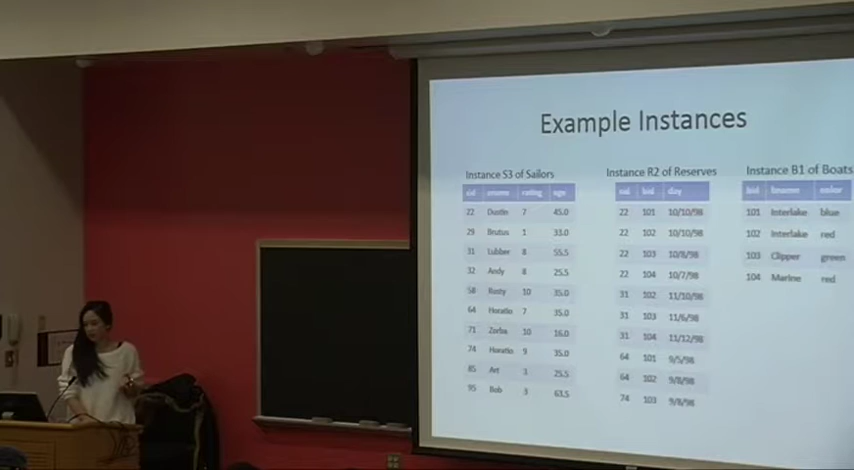 Example Instances
Instance S3 of Sailors
sid sname rating age
22 Dustin 7 45.0
29 Brutus 1 33.0
31 Lubber 8 55.5
32 Andy 8 25.5
58 Rusty 10 35.0
64 Horatio 7 35.0
71 Zorba 10 16.0
74 Horatio 9 35.0
85 Art 3 25.5
95 Bob 3 63.5
Instance R2 of Reserves
sid bid day
22 101 10/10/98
22 102 10/10/98
22 103 10/8/98
22 104 10/7/98
31 102 11/10/98
31 103 11/6/98
31 104 11/12/98
64 101 9/5/98
64 102 9/8/98
74 103 9/8/98
Instance B1 of Boats
bid bname color
101 Interlake blue
102 Interlake red
103 Clipper green
104 Marine red